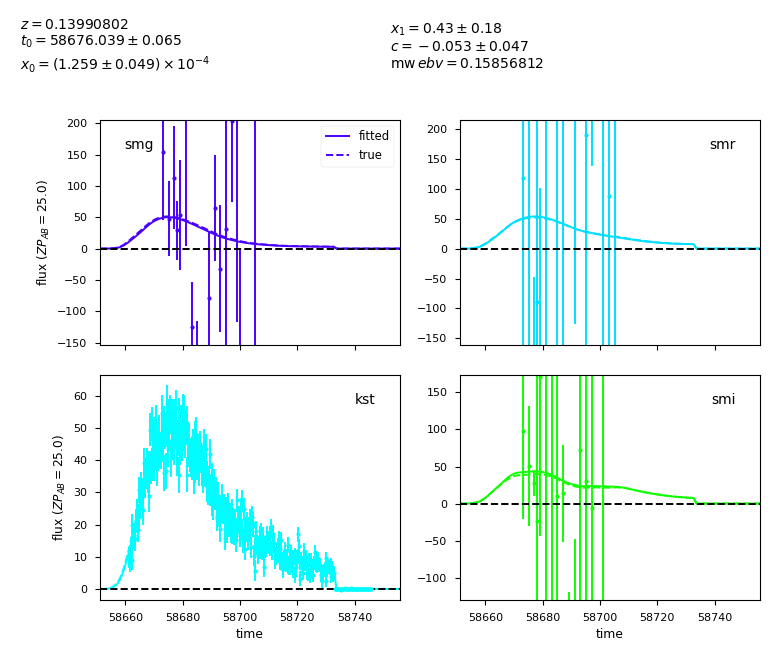 z = 0.13990802
t₀ = 58676.039 ± 0.065
x₀ = (1.259 ± 0.049) × 10⁻⁴
x₁ = 0.43 ± 0.18
c = −0.053 ± 0.047
mw ebv = 0.15856812
smg
fitted
true
flux (ZP_AB = 25.0)
200
150
100
50
0
−50
−100
−150
smr
200
150
100
50
0
−50
−100
−150
kst
flux (ZP_AB = 25.0)
60
50
40
30
20
10
0
58660 58680 58700 58720 58740
time
smi
150
100
50
0
−50
−100
58660 58680 58700 58720 58740
time